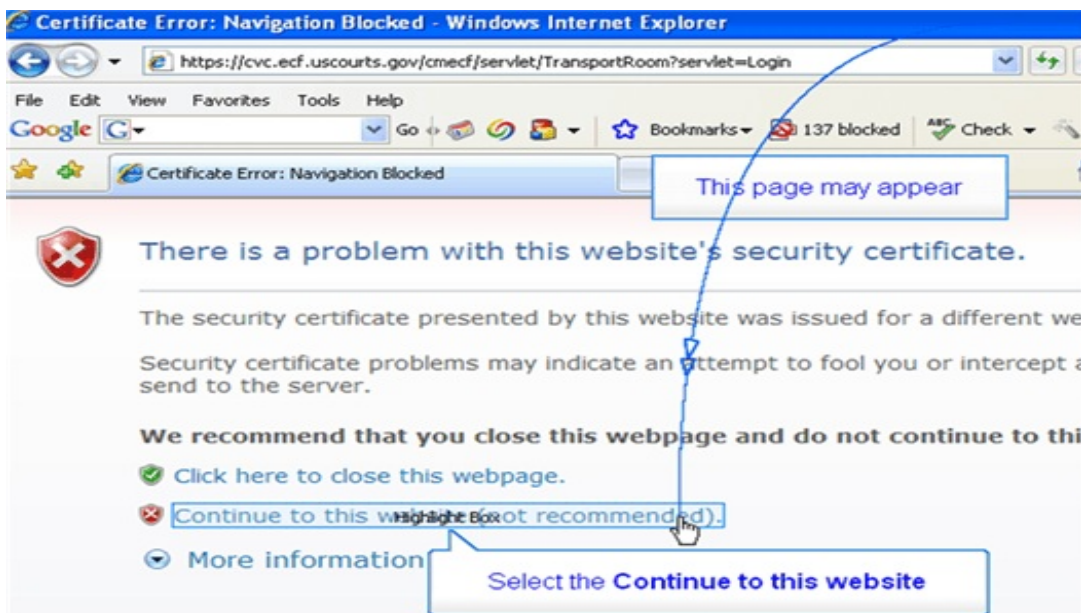 Certificate Error: Navigation Blocked - Windows Internet Explorer
https://cvc.ecf.uscourts.gov/cmecf/servlet/TransportRoom?servlet=Login
File Edit View Favorites Tools Help
Google G Go Bookmarks 137 blocked ABC Check
Certificate Error: Navigation Blocked
This page may appear
There is a problem with this website's security certificate.
The security certificate presented by this website was issued for a different we
Security certificate problems may indicate an attempt to fool you or intercept a
send to the server.
We recommend that you close this webpage and do not continue to thi
Click here to close this webpage.
Continue to this (not recommended).
Highlight Box
More information
Select the Continue to this website